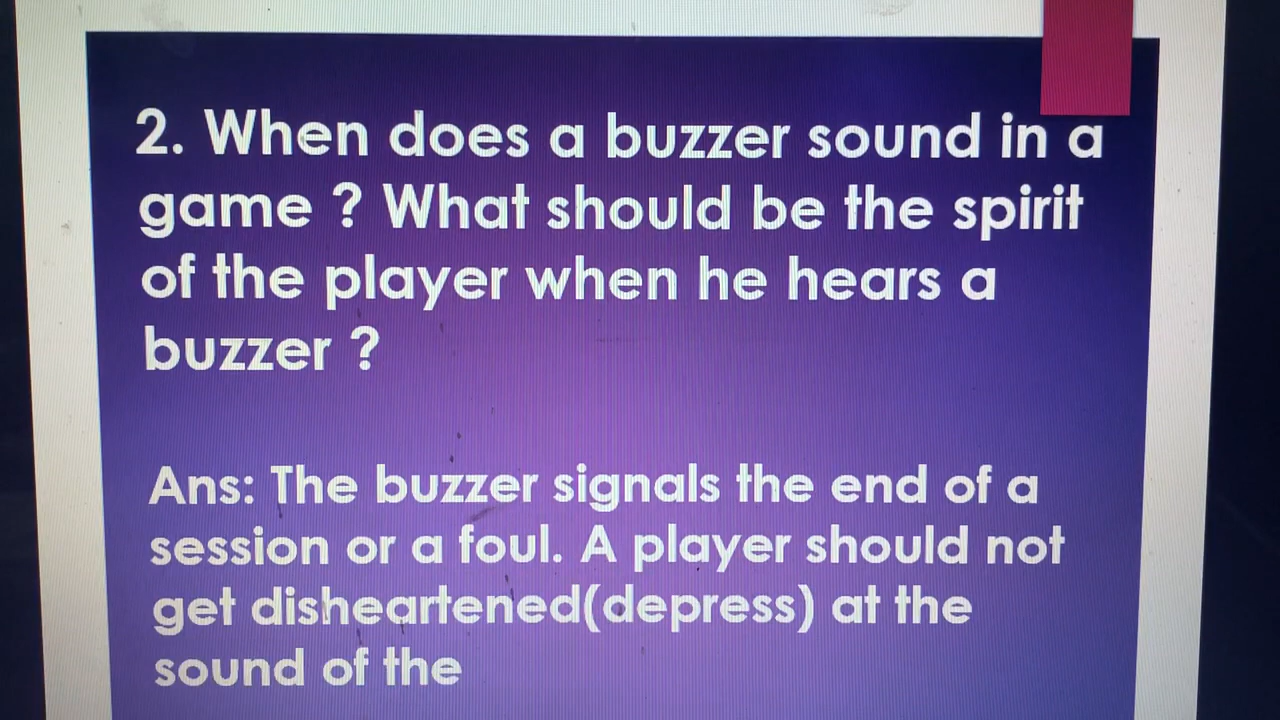 2. When does a buzzer sound in a
game ? What should be the spirit
of the player when he hears a
buzzer ?
Ans: The buzzer signals the end of a
session or a foul. A player should not
get disheartened(depress) at the
sound of the